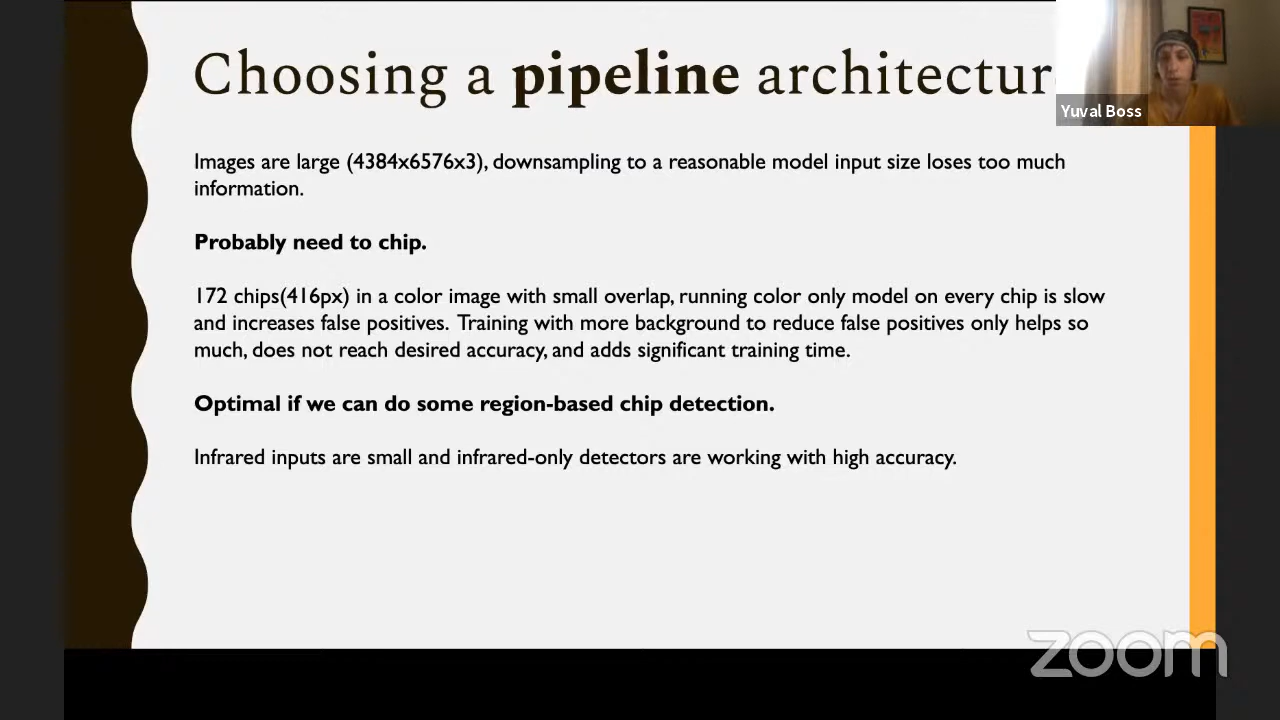 Choosing a pipeline architectur
Yuval Boss
Images are large (4384x6576x3), downsampling to a reasonable model input size loses too much
information.
Probably need to chip.
172 chips(416px) in a color image with small overlap, running color only model on every chip is slow
and increases false positives. Training with more background to reduce false positives only helps so
much, does not reach desired accuracy, and adds significant training time.
Optimal if we can do some region-based chip detection.
Infrared inputs are small and infrared-only detectors are working with high accuracy.
zoom